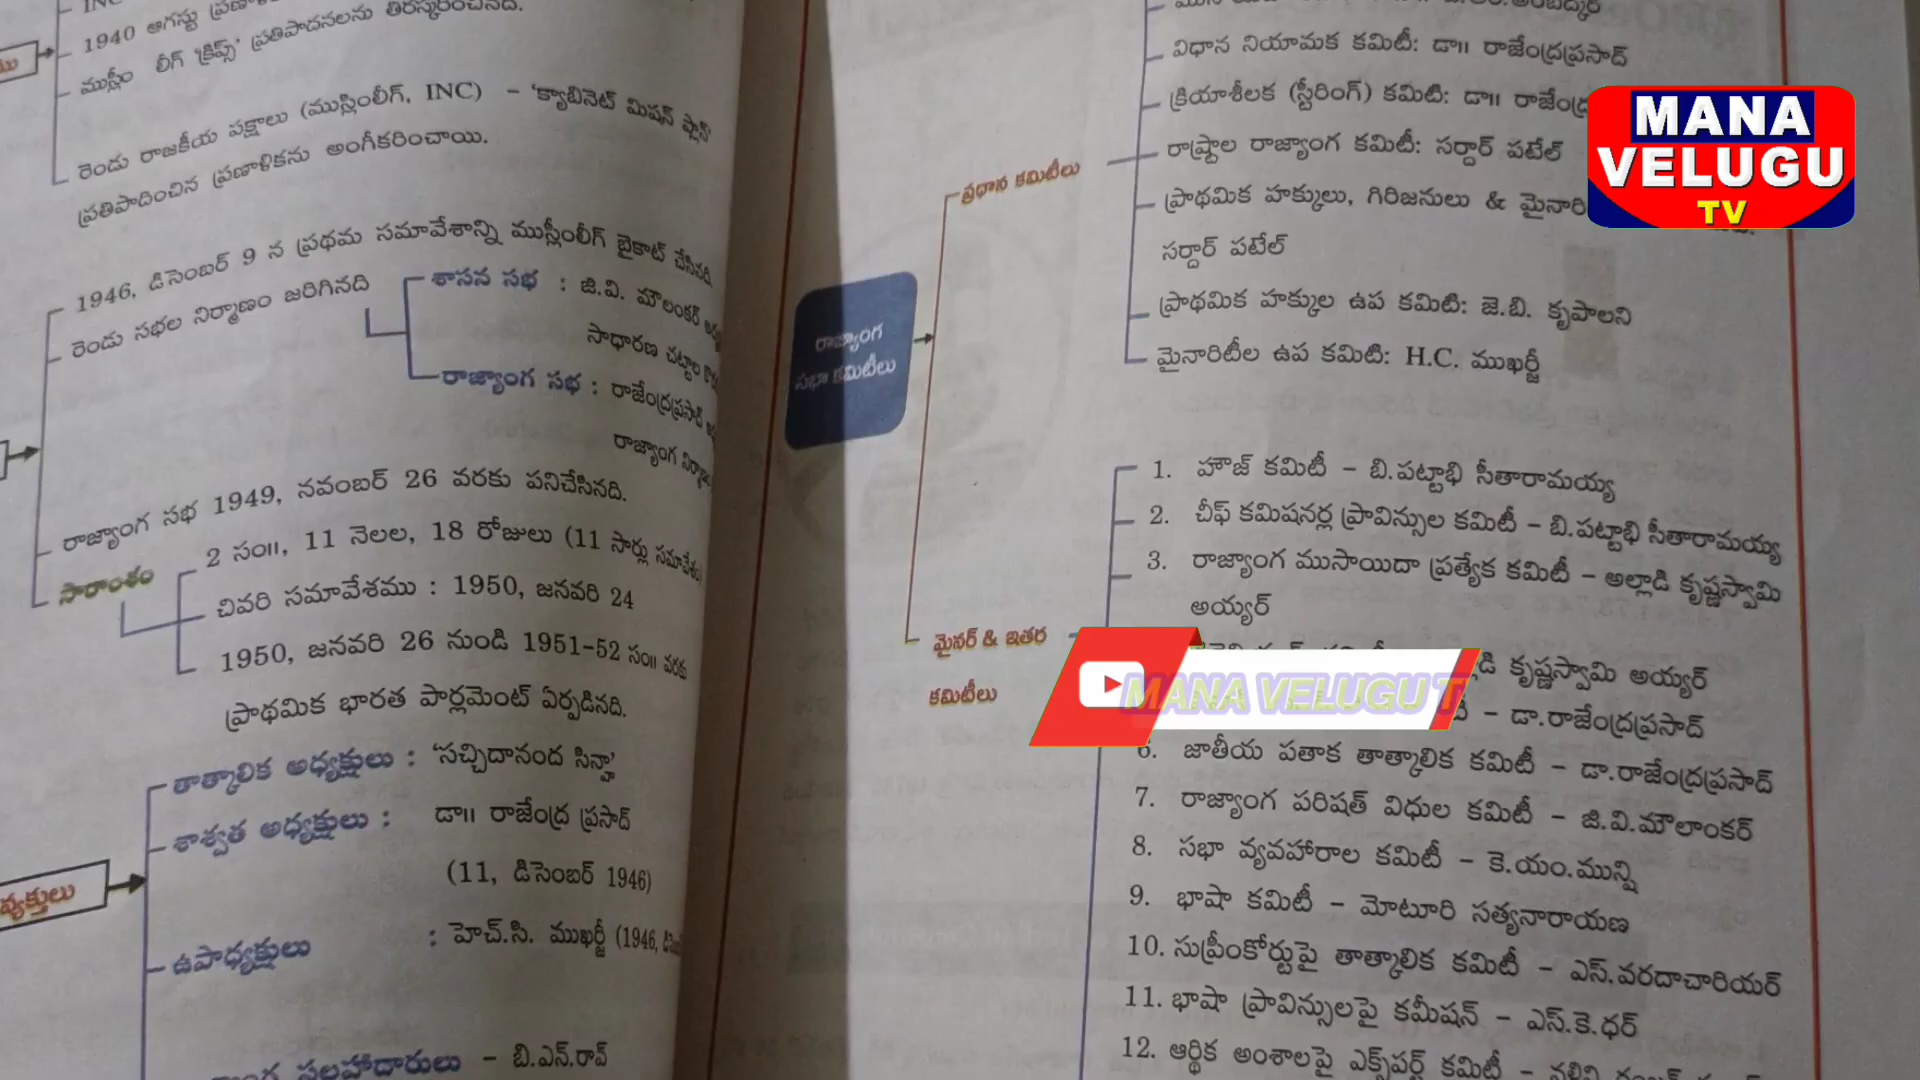 1940 ఆగస్టు
ముస్లిం లీగ్ 'క్రిప్స్' ప్రతిపాదనలను తిరస్కరించినది.
రెండు రాజకీయ పక్షాలు (ముస్లింలీగ్, INC) – 'క్యాబినెట్ మిషన్ ప్లాన్'
ప్రతిపాదించిన ప్రణాళికను అంగీకరించాయి.
1946, డిసెంబర్ 9 న ప్రథమ సమావేశాన్ని ముస్లింలీగ్ బైకాట్ చేసినది
రెండు సభల నిర్మాణం జరిగినది
శాసన సభ : జి.వి. మౌలంకర్
సాధారణ చట్టాల
రాజ్యాంగ సభ : రాజేంద్రప్రసాద్
రాజ్యాంగ
రాజ్యాంగ సభ 1949, నవంబర్ 26 వరకు పనిచేసినది.
సారాంశం
2 సం॥, 11 నెలల, 18 రోజులు (11 సార్లు సమావేశం)
చివరి సమావేశము : 1950, జనవరి 24
1950, జనవరి 26 నుండి 1951-52 సం॥ వరకు
ప్రాథమిక భారత పార్లమెంట్ ఏర్పడినది.
తాత్కాలిక అధ్యక్షులు : 'సచ్చిదానంద సిన్హా'
శాశ్వత అధ్యక్షులు : డా॥ రాజేంద్ర ప్రసాద్
(11, డిసెంబర్ 1946)
ఉపాధ్యక్షులు : హెచ్.సి. ముఖర్జీ (1946,
సలహాదారులు – బి.ఎన్.రావ్
రాజ్యాంగ
సభా కమిటీలు
ప్రధాన కమిటీలు
విధాన నియామక కమిటీ: డా॥ రాజేంద్రప్రసాద్
క్రియాశీలక (స్టీరింగ్) కమిటీ: డా॥
రాష్ట్రాల రాజ్యాంగ కమిటీ: సర్దార్ పటేల్
ప్రాథమిక హక్కులు, గిరిజనులు &
సర్దార్ పటేల్
ప్రాథమిక హక్కుల ఉప కమిటి: జె.బి. కృపాలని
మైనారిటీల ఉప కమిటి: H.C. ముఖర్జీ
మైనర్ & ఇతర
కమిటీలు
1. హౌజ్ కమిటీ – బి.పట్టాభి సీతారామయ్య
2. చీఫ్ కమిషనర్ల ప్రావిన్సుల కమిటీ – బి.పట్టాభి సీతారామయ్య
3. రాజ్యాంగ ముసాయిదా ప్రత్యేక కమిటీ – అల్లాడి కృష్ణస్వామి
అయ్యర్
కృష్ణస్వామి అయ్యర్
– డా.రాజేంద్రప్రసాద్
6. జాతీయ పతాక తాత్కాలిక కమిటీ – డా.రాజేంద్రప్రసాద్
7. రాజ్యాంగ పరిషత్ విధుల కమిటీ – జి.వి.మౌలాంకర్
8. సభా వ్యవహారాల కమిటీ – కె.యం.మున్షి
9. భాషా కమిటీ – మోటూరి సత్యనారాయణ
10. సుప్రీంకోర్టుపై తాత్కాలిక కమిటీ – ఎస్.వరదాచారియర్
11. భాషా ప్రావిన్సులపై కమీషన్ – ఎస్.కె.ధర్
12. ఆర్థిక అంశాలపై ఎక్స్‌పర్ట్ కమిటీ –
MANA
VELUGU
TV
MANA VELUGU T